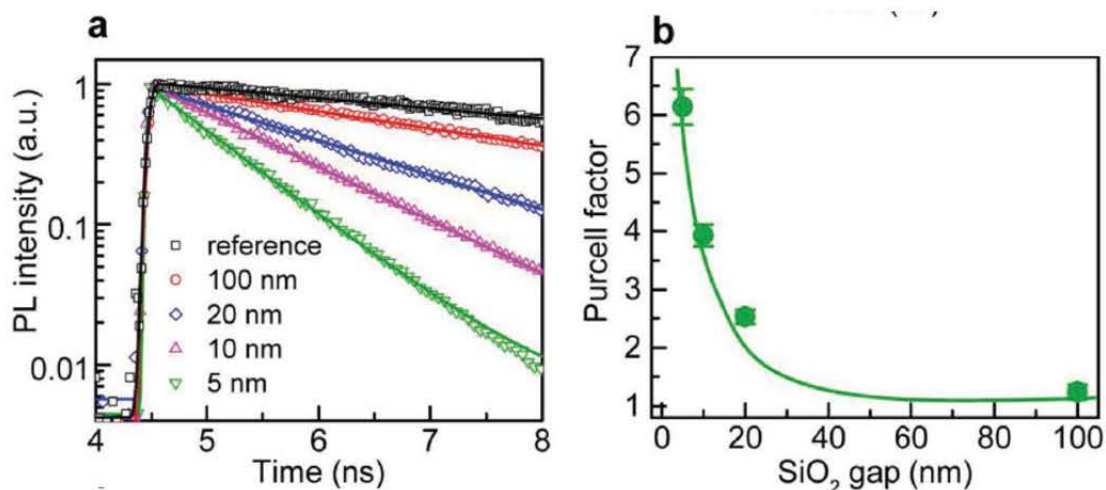 a
PL intensity (a.u.)
1
0.1
0.01
reference
100 nm
20 nm
10 nm
5 nm
4 5 6 7 8
Time (ns)
b
Purcell factor
7
6
5
4
3
2
1
0 20 40 60 80 100
SiO₂ gap (nm)